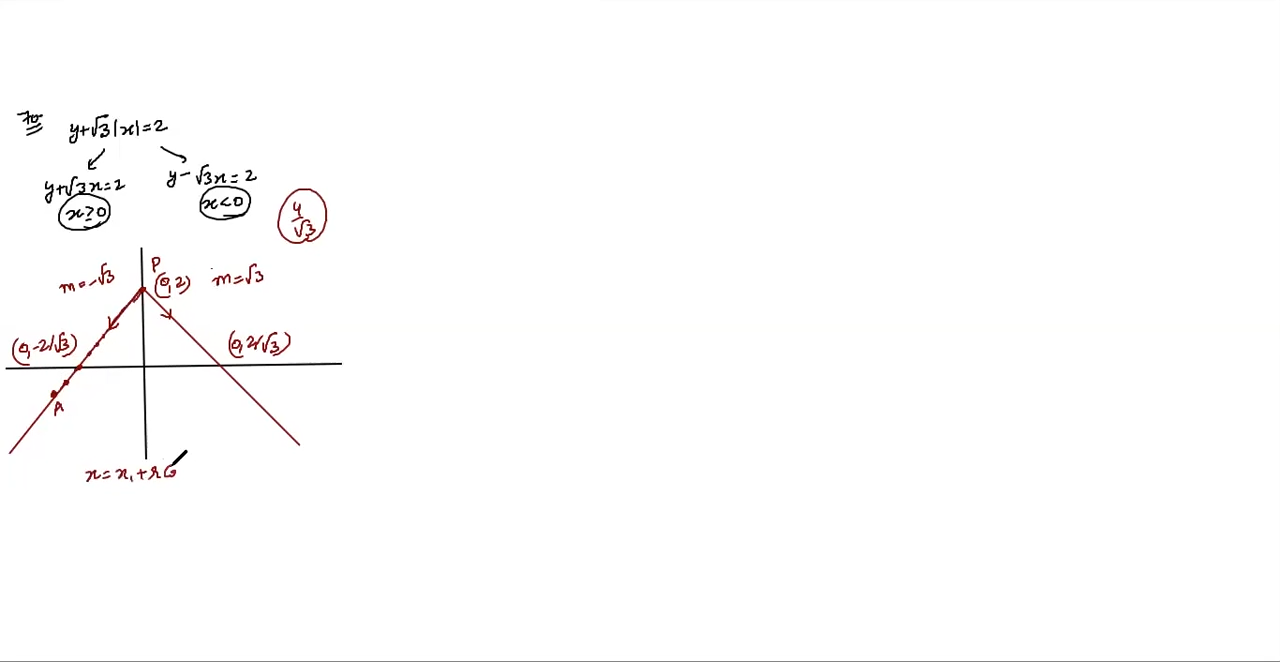 70
y+√3|x|=2
y+√3x=2 y-√3x=2
x≥0 x<0
4/√3
P
m=-√3 (0,2) m=√3
(0,-2/√3) (0,2/√3)
A
x=x₁+r